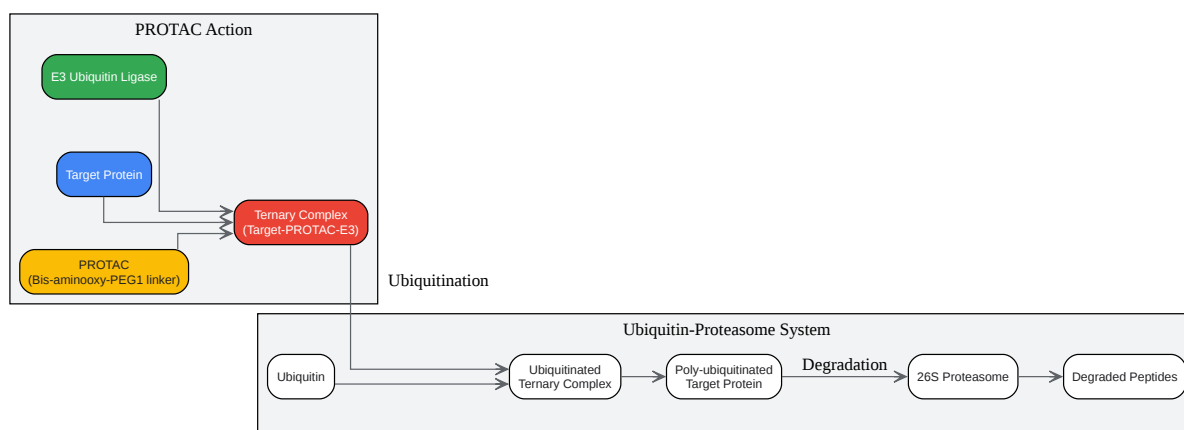 PROTAC Action
E3 Ubiquitin Ligase
Target Protein
Ternary Complex
(Target-PROTAC-E3)
PROTAC
(Bis-aminooxy-PEG1 linker)
Ubiquitination
Ubiquitin-Proteasome System
Ubiquitin
Ubiquitinated
Ternary Complex
Poly-ubiquitinated
Target Protein
Degradation
26S Proteasome
Degraded Peptides